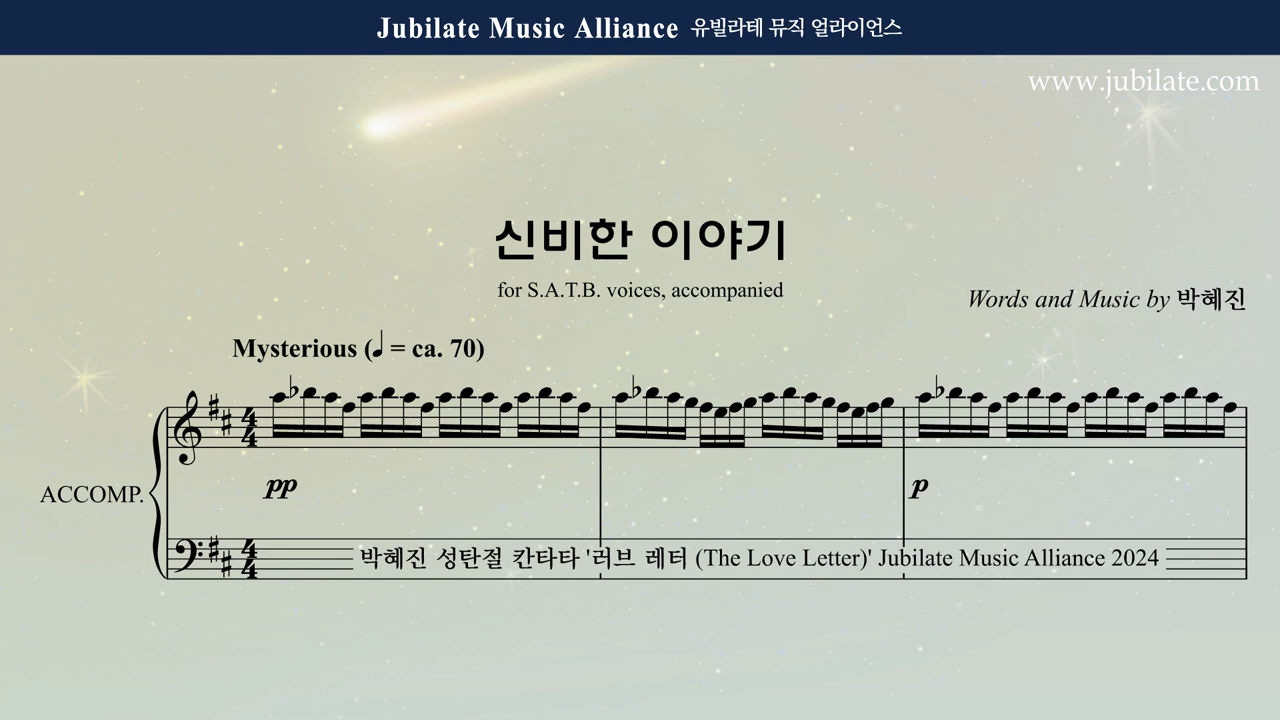 Jubilate Music Alliance 유빌라테 뮤직 얼라이언스
www.jubilate.com
신비한 이야기
for S.A.T.B. voices, accompanied
Words and Music by 박혜진
Mysterious (♩ = ca. 70)
pp
p
ACCOMP.
박혜진 성탄절 칸타타 '러브 레터 (The Love Letter)' Jubilate Music Alliance 2024